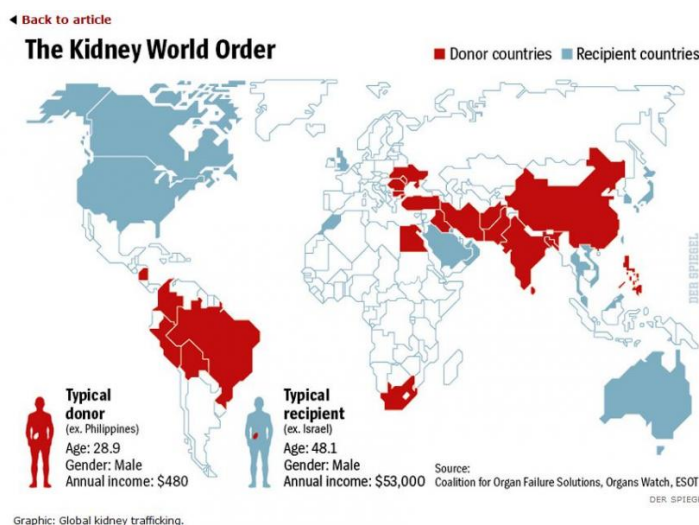 Back to article
The Kidney World Order
Donor countries
Recipient countries
DER SPIEGEL
Typical
donor
(ex. Philippines)
Age: 28.9
Gender: Male
Annual income: $480
Typical
recipient
(ex. Israel)
Age: 48.1
Gender: Male
Annual income: $53,000
Source:
Coalition for Organ Failure Solutions, Organs Watch, ESOT
DER SPIEG
Graphic: Global kidney trafficking.